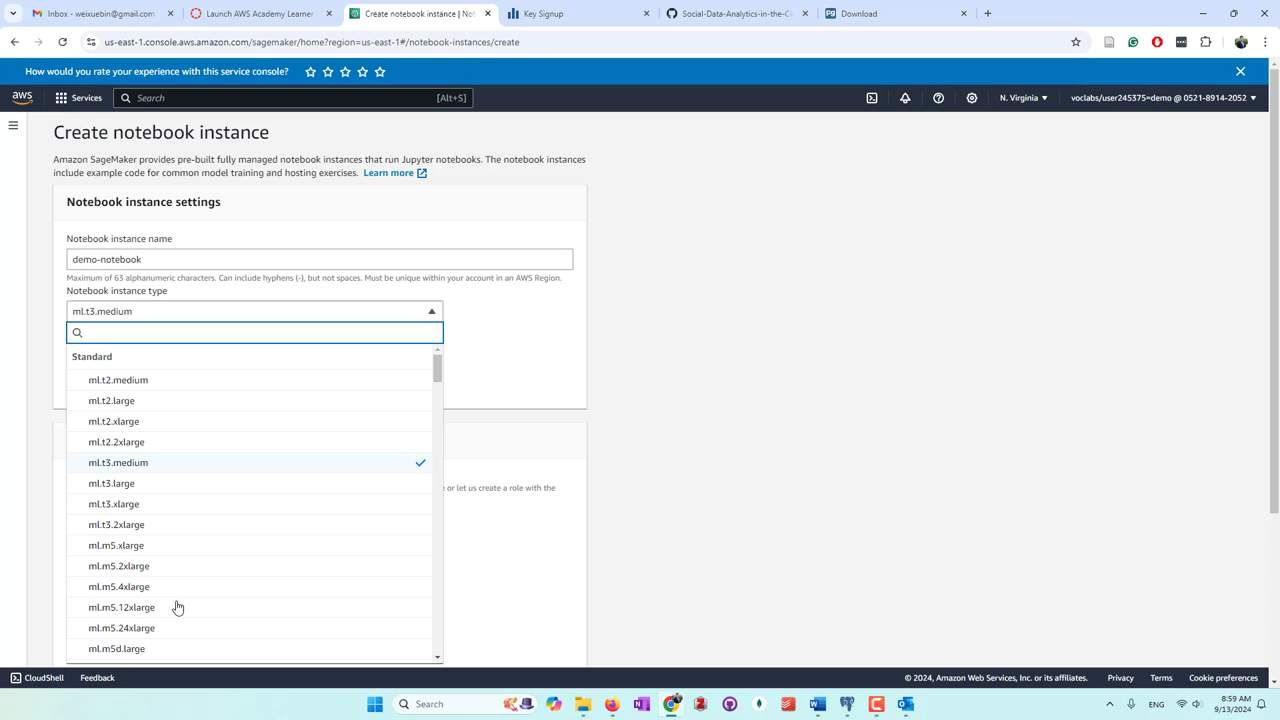 Inbox - weixuebin@gmail.com
Launch AWS Academy Learner
Create notebook instance | Not
Key Signup
Social-Data-Analytics-in-the-C
Download
us-east-1.console.aws.amazon.com/sagemaker/home?region=us-east-1#/notebook-instances/create
How would you rate your experience with this service console?
aws
Services
Search
[Alt+S]
N. Virginia
voclabs/user245375=demo @ 0521-8914-2052
Create notebook instance
Amazon SageMaker provides pre-built fully managed notebook instances that run Jupyter notebooks. The notebook instances
include example code for common model training and hosting exercises. Learn more
Notebook instance settings
Notebook instance name
demo-notebook
Maximum of 63 alphanumeric characters. Can include hyphens (-), but not spaces. Must be unique within your account in an AWS Region.
Notebook instance type
ml.t3.medium
Standard
ml.t2.medium
ml.t2.large
ml.t2.xlarge
ml.t2.2xlarge
ml.t3.medium
ml.t3.large
e or let us create a role with the
ml.t3.xlarge
ml.t3.2xlarge
ml.m5.xlarge
ml.m5.2xlarge
ml.m5.4xlarge
ml.m5.12xlarge
ml.m5.24xlarge
ml.m5d.large
CloudShell
Feedback
© 2024, Amazon Web Services, Inc. or its affiliates.
Privacy
Terms
Cookie preferences
Search
ENG
8:59 AM
9/13/2024